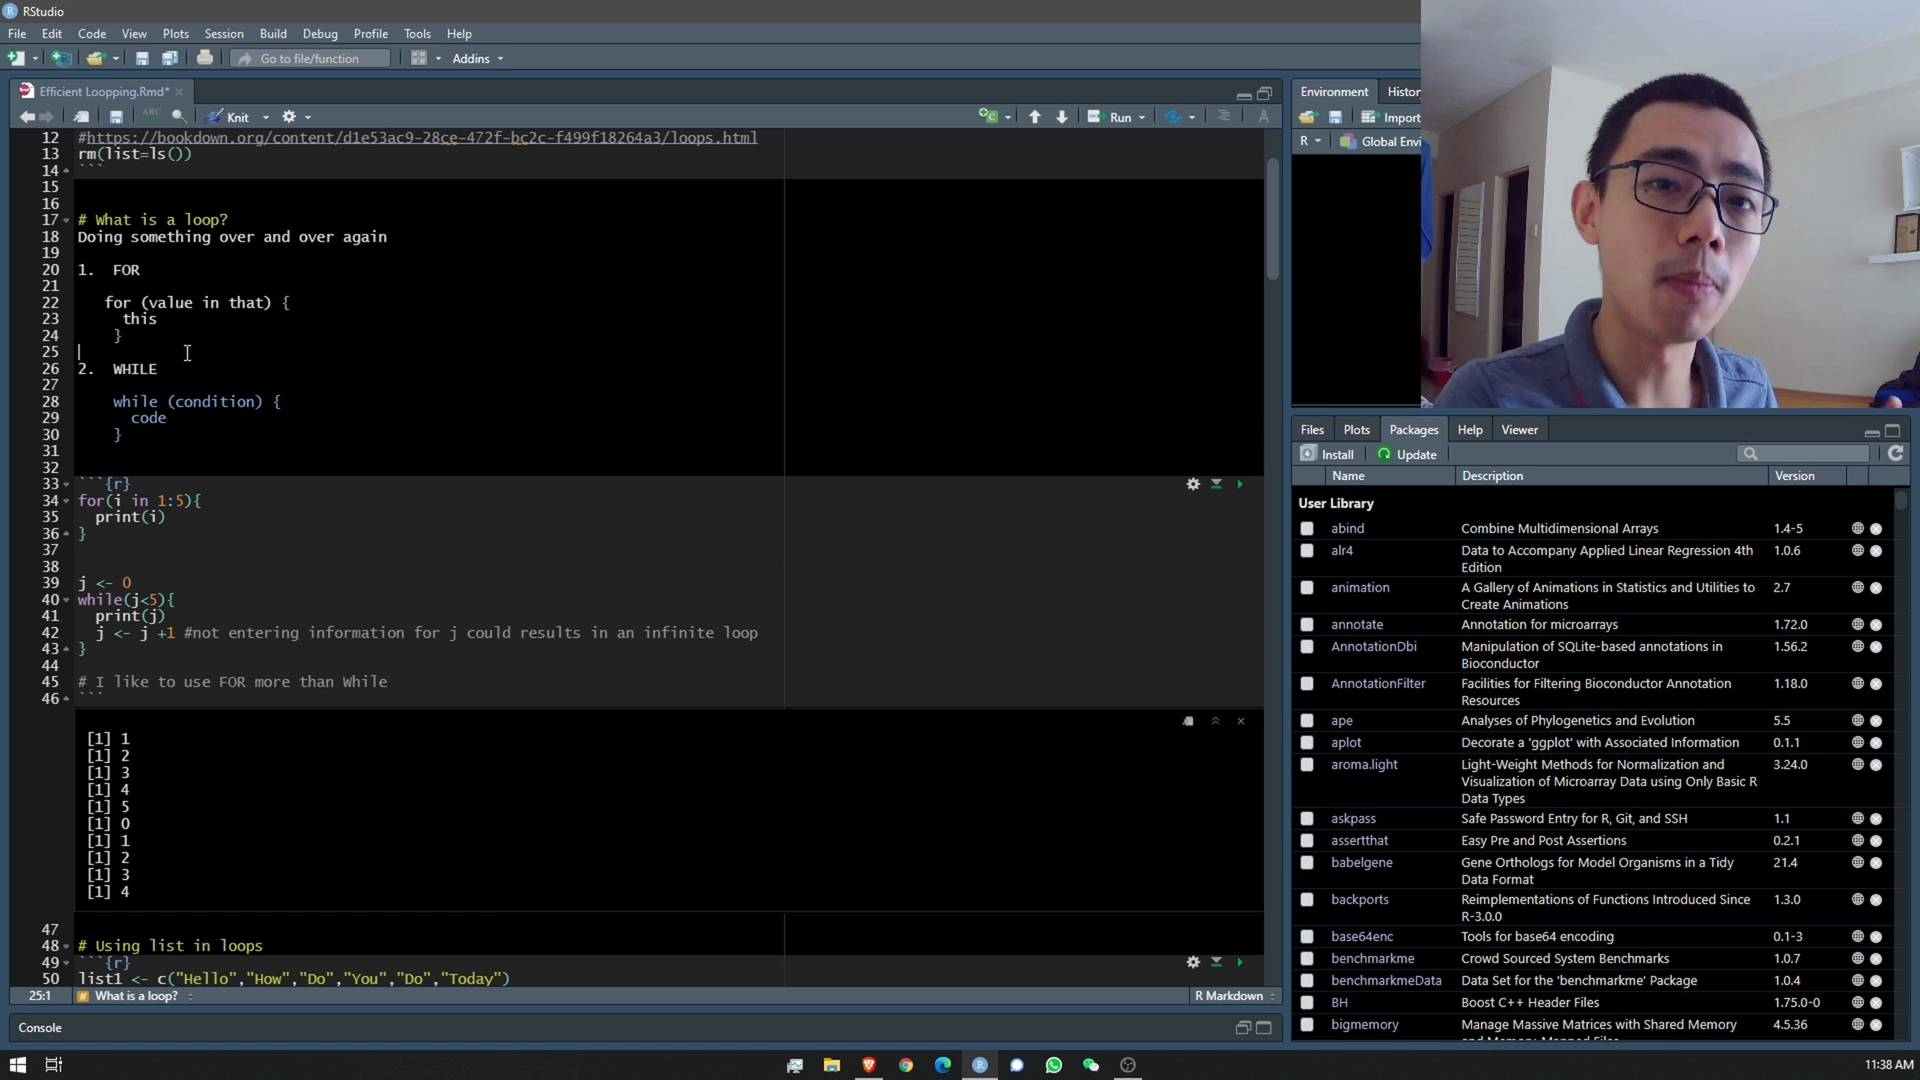 RStudio
File Edit Code View Plots Session Build Debug Profile Tools Help
Go to file/function Addins
Efficient Loopping.Rmd*
ABC Knit Run
12 #https://bookdown.org/content/d1e53ac9-28ce-472f-bc2c-f499f18264a3/loops.html
13 rm(list=ls())
14 ```
15
16
17 # What is a loop?
18 Doing something over and over again
19
20 1. FOR
21
22 for (value in that) {
23 this
24 }
25
26 2. WHILE
27
28 while (condition) {
29 code
30 }
31
32
33 ```{r}
34 for(i in 1:5){
35 print(i)
36 }
37
38
39 j <- 0
40 while(j<5){
41 print(j)
42 j <- j +1 #not entering information for j could results in an infinite loop
43 }
44
45 # I like to use FOR more than While
46 ```
[1] 1
[1] 2
[1] 3
[1] 4
[1] 5
[1] 0
[1] 1
[1] 2
[1] 3
[1] 4
47
48 # Using list in loops
49 ```{r}
50 list1 <- c("Hello","How","Do","You","Do","Today")
25:1 # What is a loop? R Markdown
Console
Environment History
Import
R Global Envi
Files Plots Packages Help Viewer
Install Update
Name Description Version
User Library
abind Combine Multidimensional Arrays 1.4-5
alr4 Data to Accompany Applied Linear Regression 4th 1.0.6
Edition
animation A Gallery of Animations in Statistics and Utilities to 2.7
Create Animations
annotate Annotation for microarrays 1.72.0
AnnotationDbi Manipulation of SQLite-based annotations in 1.56.2
Bioconductor
AnnotationFilter Facilities for Filtering Bioconductor Annotation 1.18.0
Resources
ape Analyses of Phylogenetics and Evolution 5.5
aplot Decorate a 'ggplot' with Associated Information 0.1.1
aroma.light Light-Weight Methods for Normalization and 3.24.0
Visualization of Microarray Data using Only Basic R
Data Types
askpass Safe Password Entry for R, Git, and SSH 1.1
assertthat Easy Pre and Post Assertions 0.2.1
babelgene Gene Orthologs for Model Organisms in a Tidy 21.4
Data Format
backports Reimplementations of Functions Introduced Since 1.3.0
R-3.0.0
base64enc Tools for base64 encoding 0.1-3
benchmarkme Crowd Sourced System Benchmarks 1.0.7
benchmarkmeData Data Set for the 'benchmarkme' Package 1.0.4
BH Boost C++ Header Files 1.75.0-0
bigmemory Manage Massive Matrices with Shared Memory 4.5.36
11:38 AM